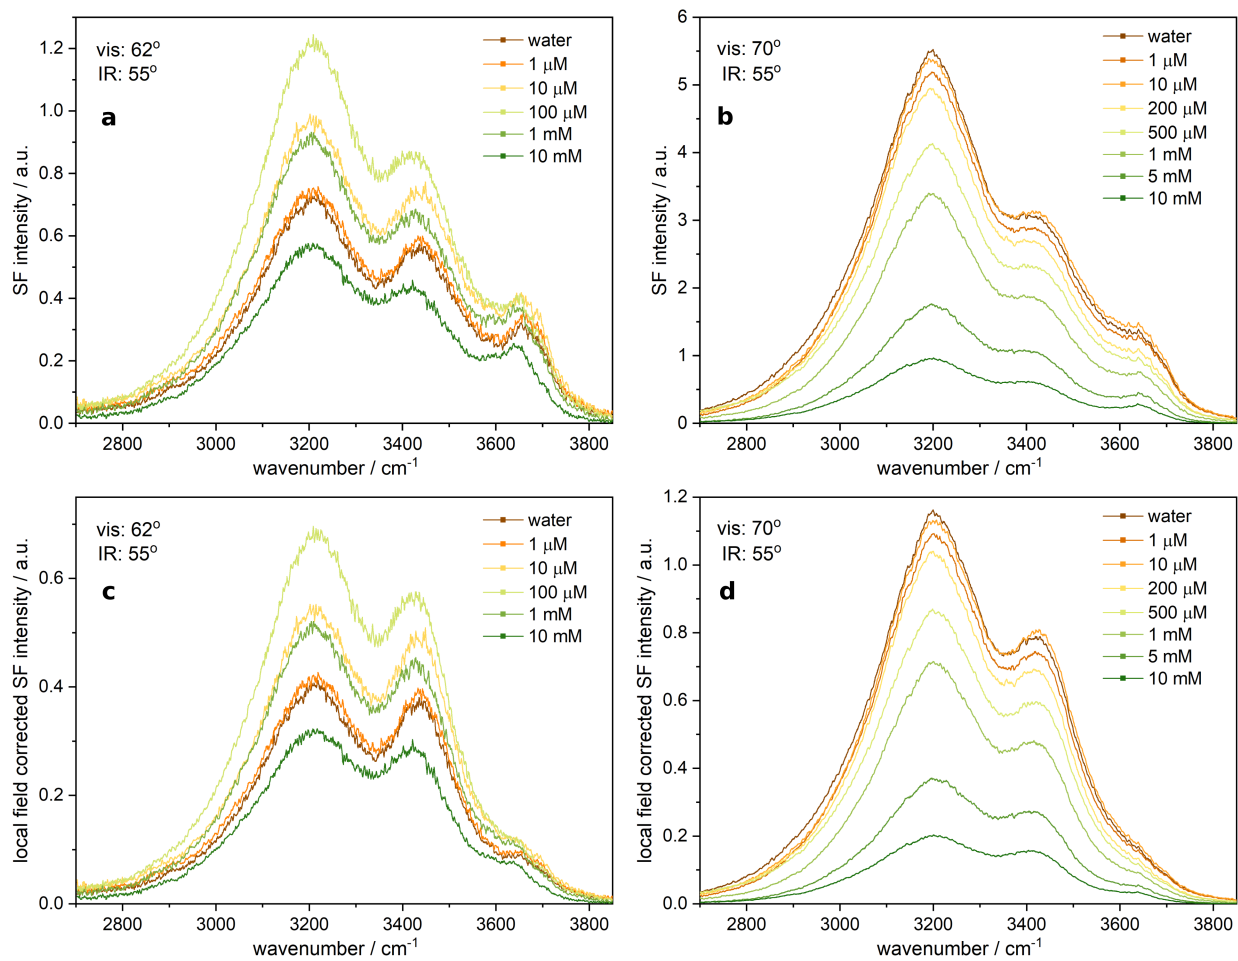 vis: 62°
IR: 55°
a
water
1 μM
10 μM
100 μM
1 mM
10 mM
1.2
1.0
0.8
0.6
0.4
0.2
0.0
SF intensity / a.u.
2800 3000 3200 3400 3600 3800
wavenumber / cm⁻¹
vis: 70°
IR: 55°
b
water
1 μM
10 μM
200 μM
500 μM
1 mM
5 mM
10 mM
6
5
4
3
2
1
0
SF intensity / a.u.
2800 3000 3200 3400 3600 3800
wavenumber / cm⁻¹
vis: 62°
IR: 55°
c
water
1 μM
10 μM
100 μM
1 mM
10 mM
0.6
0.4
0.2
0.0
local field corrected SF intensity / a.u.
2800 3000 3200 3400 3600 3800
wavenumber / cm⁻¹
vis: 70°
IR: 55°
d
water
1 μM
10 μM
200 μM
500 μM
1 mM
5 mM
10 mM
1.2
1.0
0.8
0.6
0.4
0.2
0.0
local field corrected SF intensity / a.u.
2800 3000 3200 3400 3600 3800
wavenumber / cm⁻¹